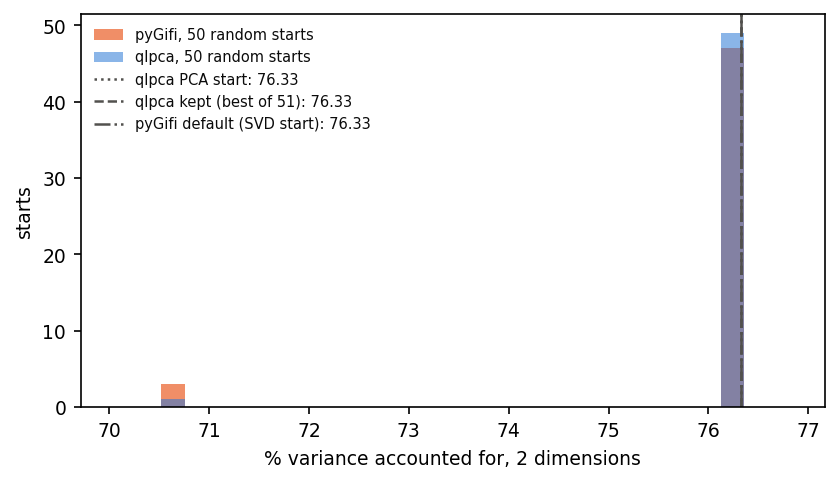 50
40
30
20
10
0
starts
pyGifi, 50 random starts
qlpca, 50 random starts
qlpca PCA start: 76.33
qlpca kept (best of 51): 76.33
pyGifi default (SVD start): 76.33
70 71 72 73 74 75 76 77
% variance accounted for, 2 dimensions